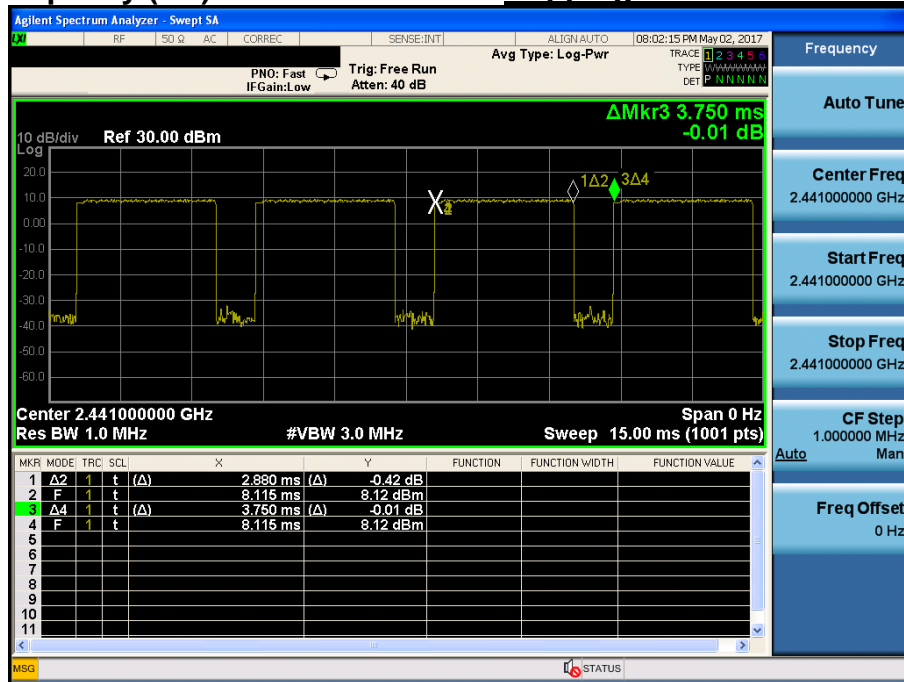 Agilent Spectrum Analyzer - Swept SA
LXI RF 50 Ω AC CORREC SENSE:INT ALIGN AUTO 08:02:15 PM May 02, 2017
Frequency
Avg Type: Log-Pwr TRACE 1 2 3 4 5 6
PNO: Fast Trig: Free Run TYPE WWWWWW
IFGain:Low Atten: 40 dB DET P N N N N N
Auto Tune
ΔMkr3 3.750 ms
-0.01 dB
10 dB/div Ref 30.00 dBm
Log
20.0
10.0
0.00
-10.0
-20.0
-30.0
-40.0
-50.0
-60.0
1Δ2 3Δ4
Center Freq
2.441000000 GHz
Start Freq
2.441000000 GHz
Stop Freq
2.441000000 GHz
Center 2.441000000 GHz Span 0 Hz
Res BW 1.0 MHz #VBW 3.0 MHz Sweep 15.00 ms (1001 pts)
CF Step
1.000000 MHz
Auto Man
MKR MODE TRC SCL X Y FUNCTION FUNCTION WIDTH FUNCTION VALUE
1 Δ2 1 t (Δ) 2.880 ms (Δ) -0.42 dB
2 F 1 t 8.115 ms 8.12 dBm
3 Δ4 1 t (Δ) 3.750 ms (Δ) -0.01 dB
4 F 1 t 8.115 ms 8.12 dBm
5
6
7
8
9
10
11
Freq Offset
0 Hz
MSG STATUS